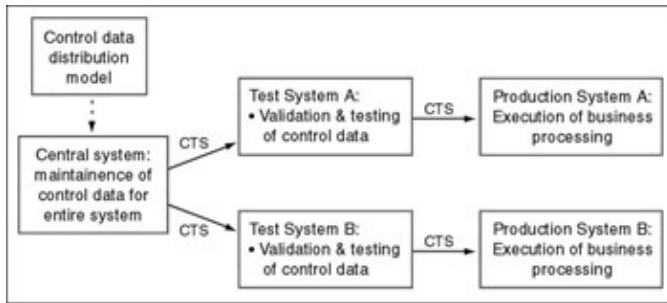 Control data
distribution
model
Central system:
maintainence of
control data for
entire system
CTS
CTS
Test System A:
• Validation & testing
of control data
CTS
Production System A:
Execution of business
processing
Test System B:
• Validation & testing
of control data
CTS
Production System B:
Execution of business
processing